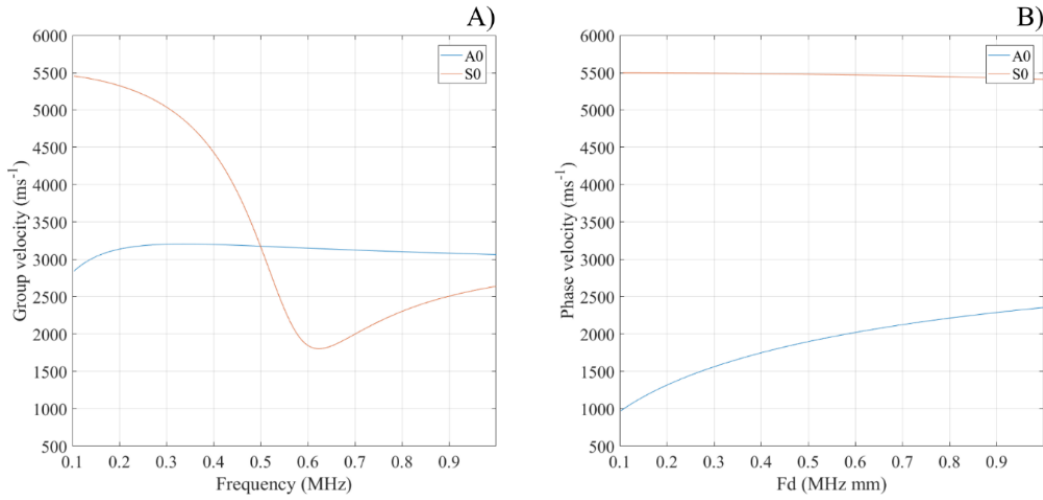 A)
6000
5500
5000
4500
4000
3500
3000
2500
2000
1500
1000
500
Group velocity (ms-1)
0.1 0.2 0.3 0.4 0.5 0.6 0.7 0.8 0.9
Frequency (MHz)
A0
S0
B)
6000
5500
5000
4500
4000
3500
3000
2500
2000
1500
1000
500
Phase velocity (ms-1)
0.1 0.2 0.3 0.4 0.5 0.6 0.7 0.8 0.9
Fd (MHz mm)
A0
S0